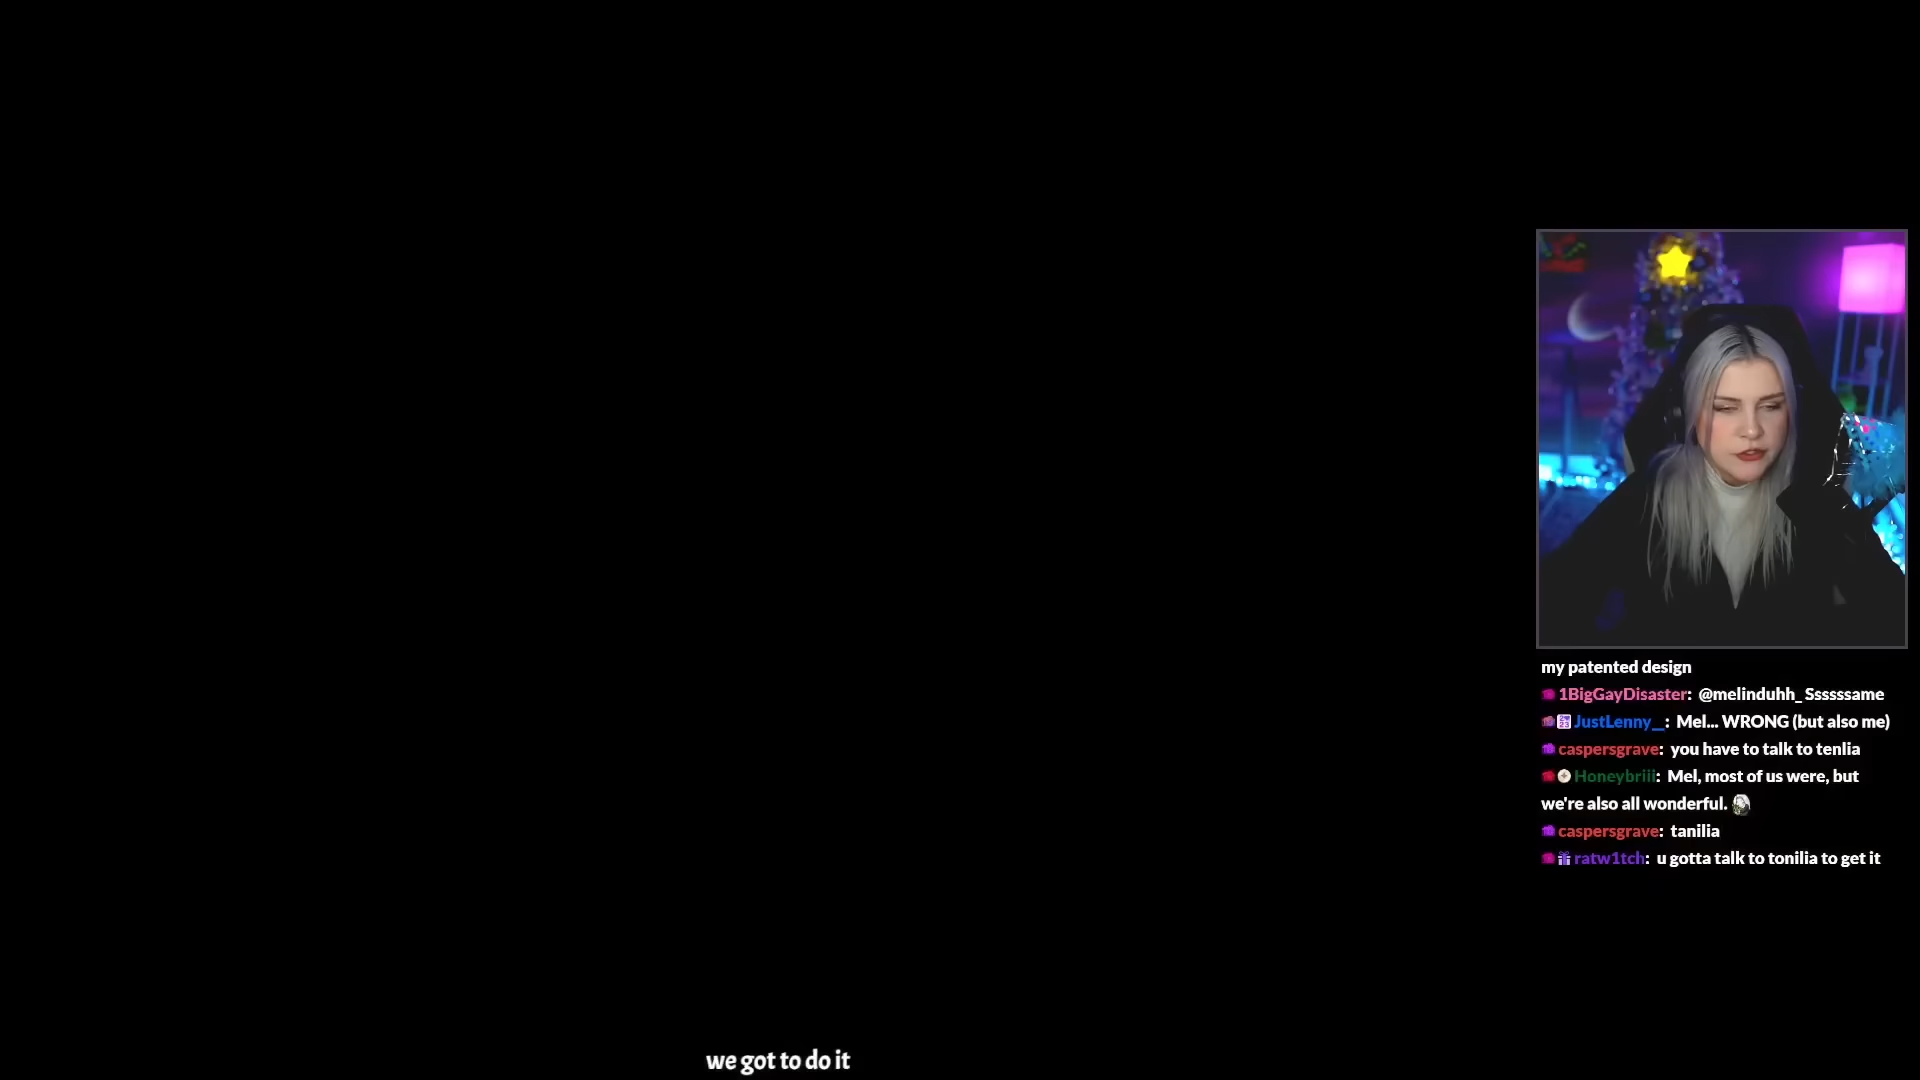 my patented design
1BigGayDisaster: @melinduhh_ Ssssssame
JustLenny__: Mel... WRONG (but also me)
caspersgrave: you have to talk to tenlia
Honeybriii: Mel, most of us were, but
we're also all wonderful.
caspersgrave: tanilia
ratw1tch: u gotta talk to tonilia to get it
we got to do it